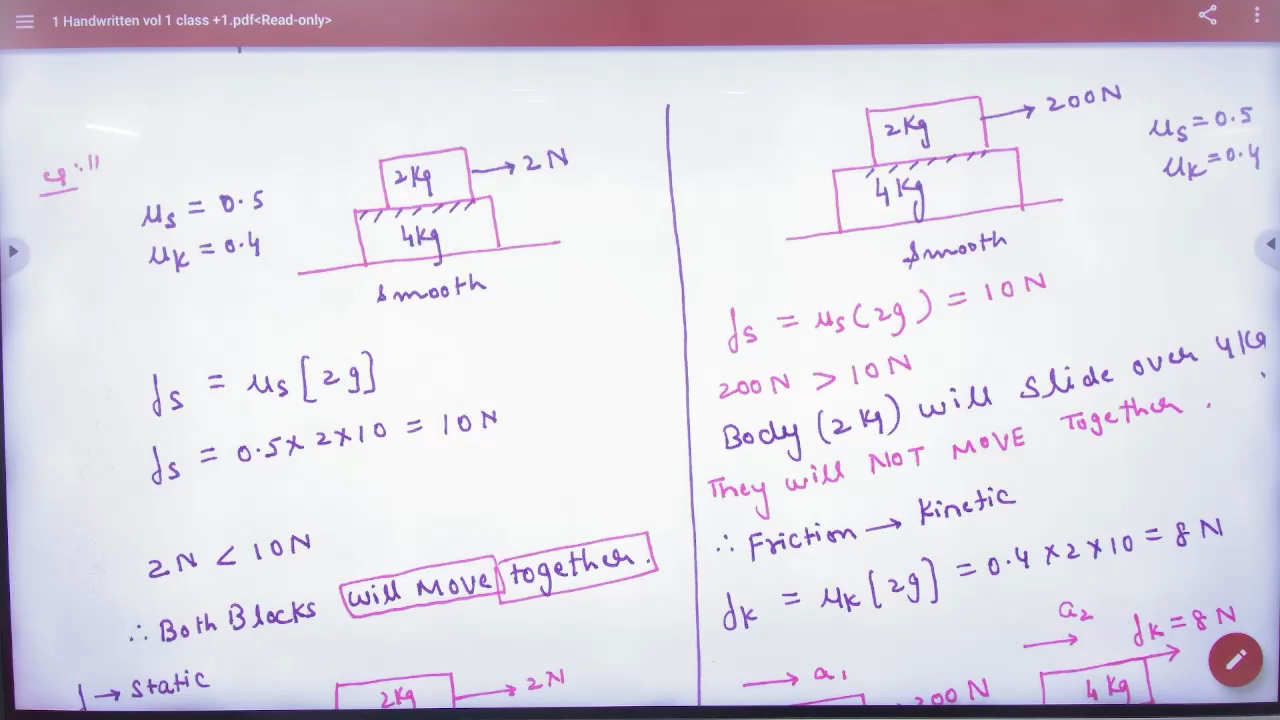 1 Handwritten vol 1 class +1.pdf<Read-only>
eg:11
μs = 0.5
μk = 0.4
2Kg
2N
4Kg
Smooth
fs = μs[2g]
fs = 0.5×2×10 = 10N
2N < 10N
∴ Both Blocks will move together.
f → Static
2Kg
2N
2Kg
200N
4Kg
μs = 0.5
μk = 0.4
Smooth
fs = μs(2g) = 10N
200N > 10N
Body (2Kg) will slide over 4Kg.
They will NOT MOVE together.
∴ Friction → Kinetic
fk = μk[2g] = 0.4×2×10 = 8N
a1
200N
a2
fk = 8N
4Kg